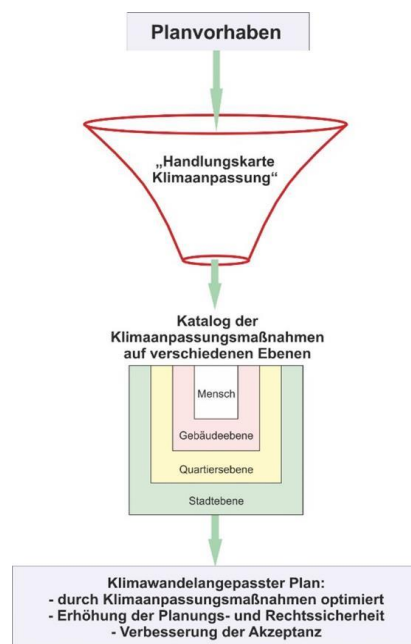 Planvorhaben
„Handlungskarte
Klimaanpassung“
Katalog der
Klimaanpassungsmaßnahmen
auf verschiedenen Ebenen
Mensch
Gebäudeebene
Quartiersebene
Stadtebene
Klimawandelangepasster Plan:
- durch Klimaanpassungsmaßnahmen optimiert
- Erhöhung der Planungs- und Rechtssicherheit
- Verbesserung der Akzeptanz